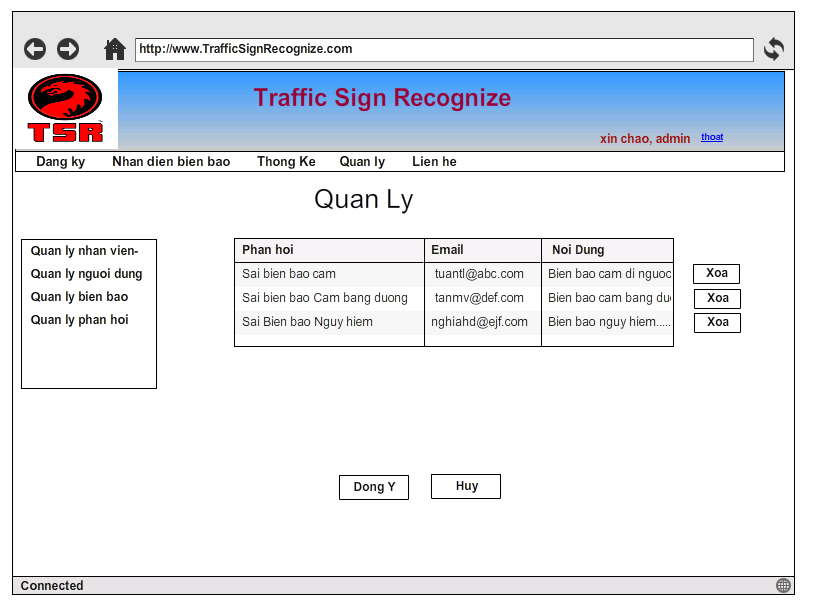 http://www.TrafficSignRecognize.com
TSR
Traffic Sign Recognize
xin chao, admin thoat
Dang ky Nhan dien bien bao Thong Ke Quan ly Lien he
Quan Ly
Quan ly nhan vien-
Quan ly nguoi dung
Quan ly bien bao
Quan ly phan hoi
Phan hoi Email Noi Dung
Sai bien bao cam tuantl@abc.com Bien bao cam di nguoc Xoa
Sai bien bao Cam bang duong tanmv@def.com Bien bao cam bang du Xoa
Sai Bien bao Nguy hiem nghiahd@ejf.com Bien bao nguy hiem..... Xoa
Dong Y Huy
Connected